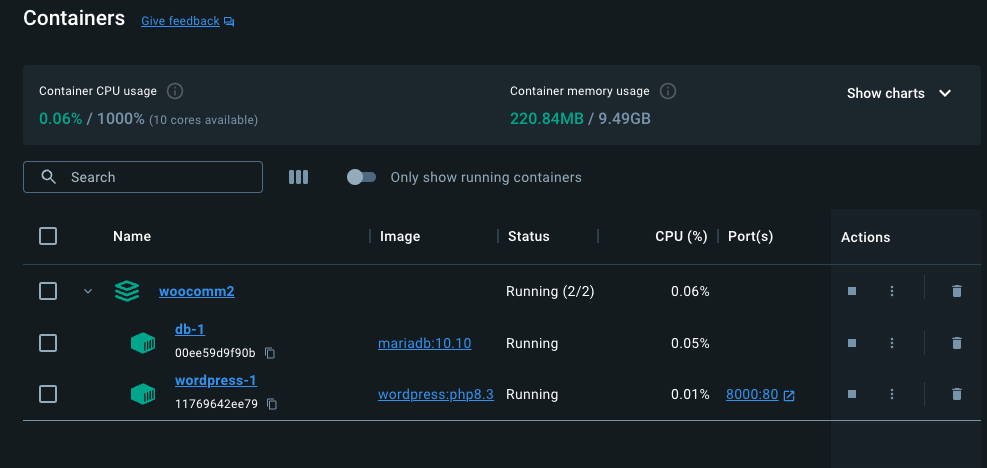 Containers Give feedback
Container CPU usage
0.06% / 1000% (10 cores available)
Container memory usage
220.84MB / 9.49GB
Show charts
Search
Only show running containers
Name Image Status CPU (%) Port(s) Actions
woocomm2 Running (2/2) 0.06%
db-1
00ee59d9f90b
mariadb:10.10 Running 0.05%
wordpress-1
11769642ee79
wordpress:php8.3 Running 0.01% 8000:80